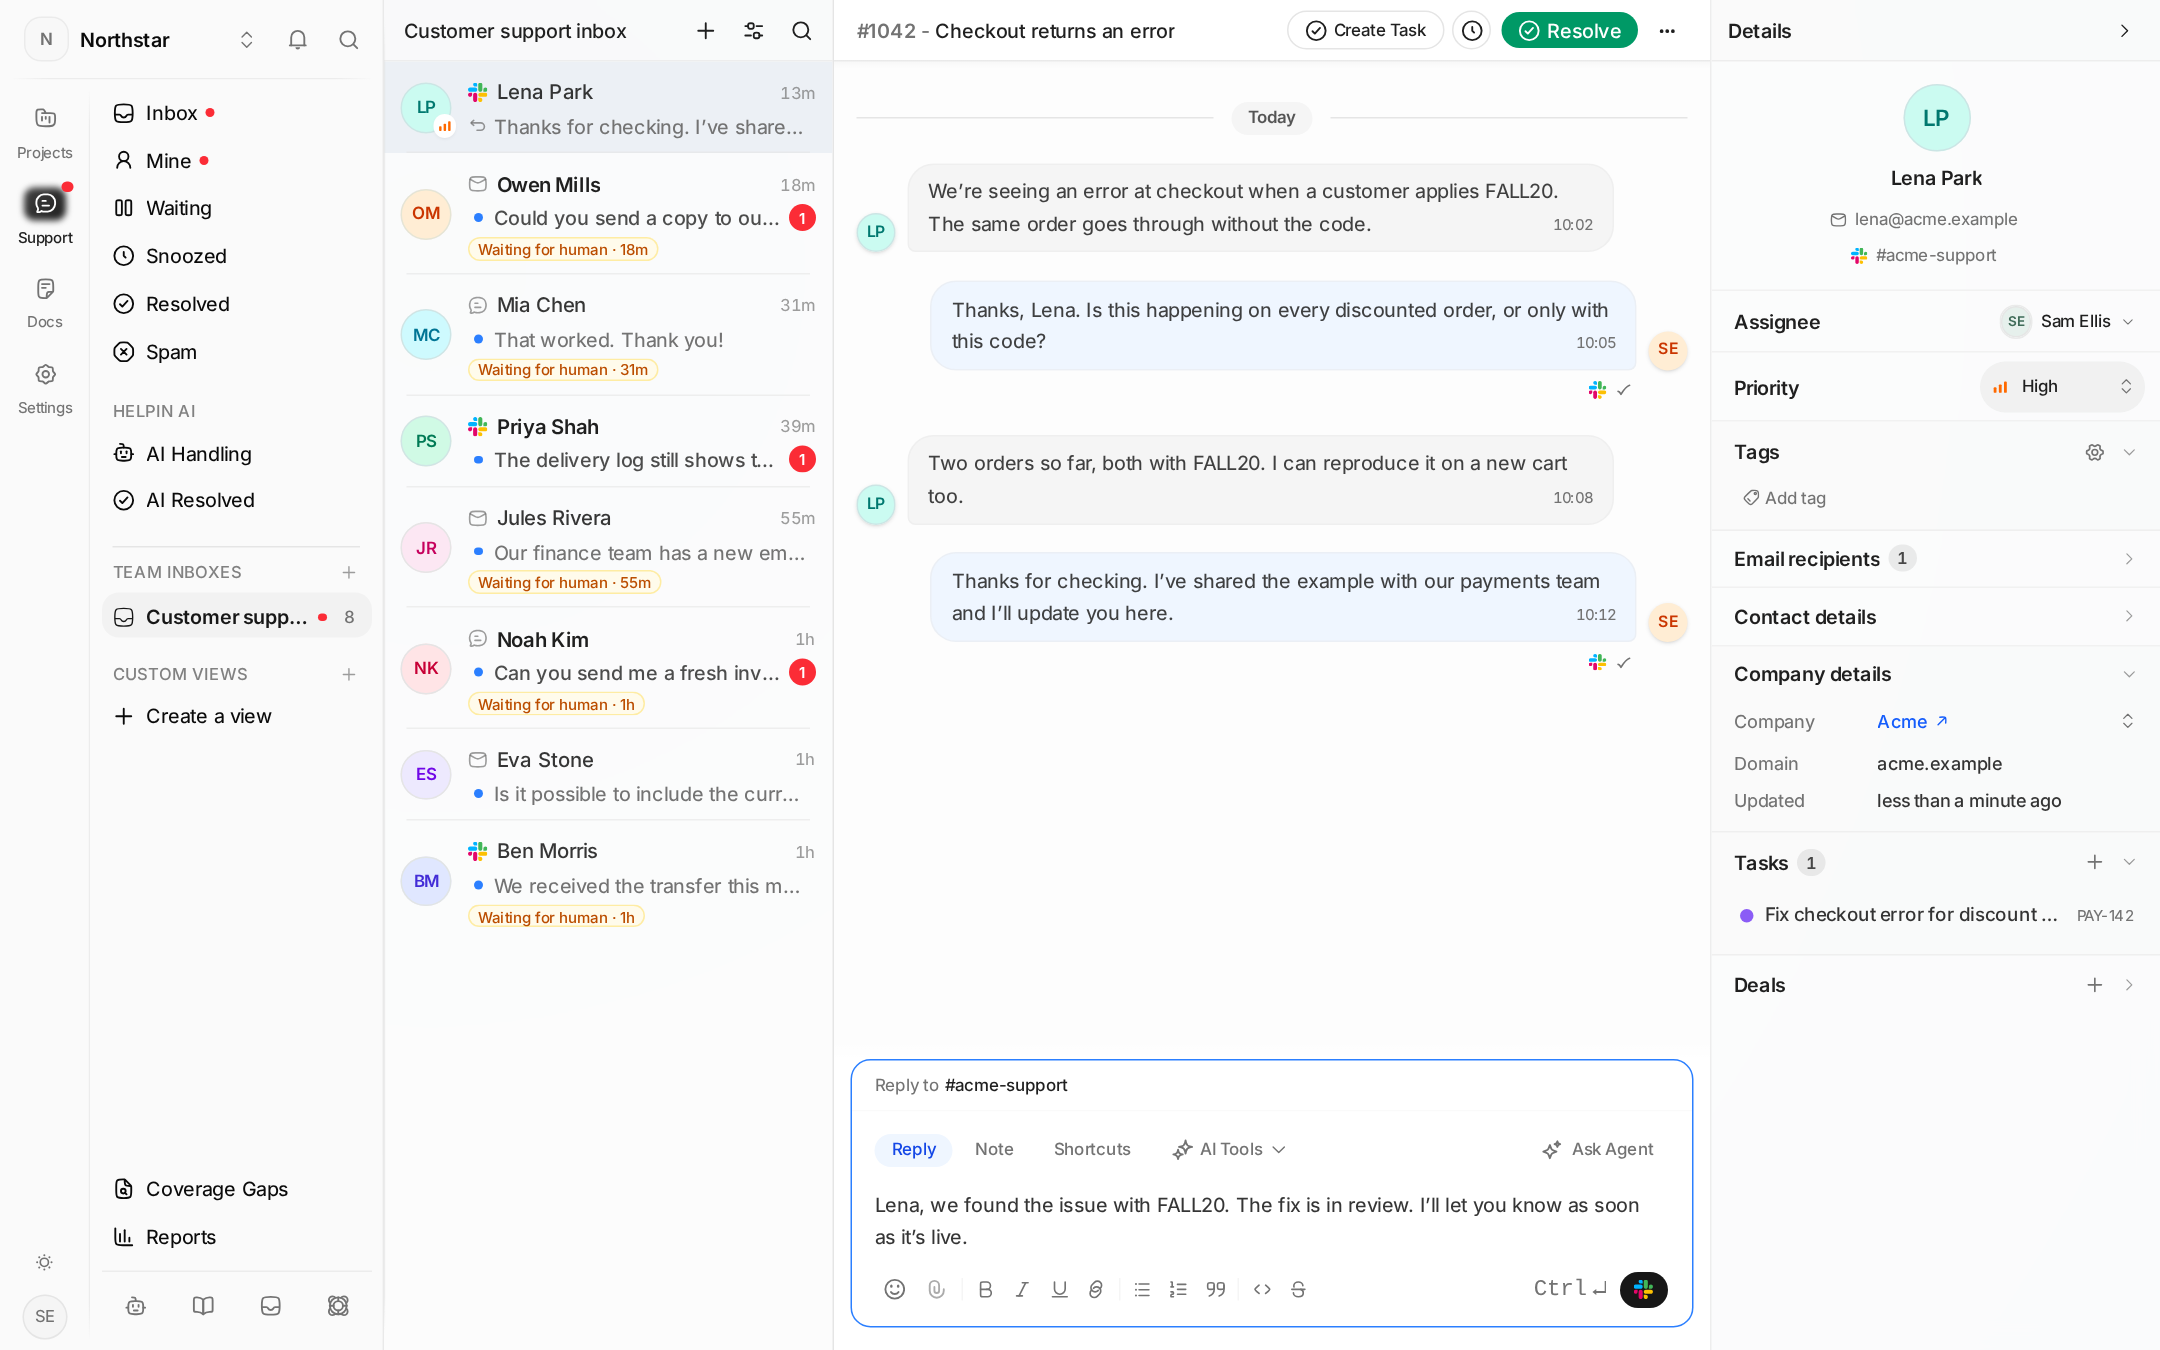 N
Northstar
Projects
Support
Docs
Settings
SE
Inbox
Mine
Waiting
Snoozed
Resolved
Spam
HELPIN AI
AI Handling
AI Resolved
TEAM INBOXES
Customer supp...
8
CUSTOM VIEWS
Create a view
Coverage Gaps
Reports
Customer support inbox
LP
Lena Park
13m
Thanks for checking. I’ve share...
OM
Owen Mills
18m
Could you send a copy to ou...
1
Waiting for human · 18m
MC
Mia Chen
31m
That worked. Thank you!
Waiting for human · 31m
PS
Priya Shah
39m
The delivery log still shows t...
1
JR
Jules Rivera
55m
Our finance team has a new em...
Waiting for human · 55m
NK
Noah Kim
1h
Can you send me a fresh inv...
1
Waiting for human · 1h
ES
Eva Stone
1h
Is it possible to include the curr...
BM
Ben Morris
1h
We received the transfer this m...
Waiting for human · 1h
#1042 - Checkout returns an error
Create Task
Resolve
Today
We’re seeing an error at checkout when a customer applies FALL20.
The same order goes through without the code.
10:02
LP
Thanks, Lena. Is this happening on every discounted order, or only with
this code?
10:05
SE
Two orders so far, both with FALL20. I can reproduce it on a new cart
too.
10:08
LP
Thanks for checking. I’ve shared the example with our payments team
and I’ll update you here.
10:12
SE
Reply to #acme-support
Reply
Note
Shortcuts
AI Tools
Ask Agent
Lena, we found the issue with FALL20. The fix is in review. I’ll let you know as soon
as it’s live.
Ctrl
Details
LP
Lena Park
lena@acme.example
#acme-support
Assignee
SE
Sam Ellis
Priority
High
Tags
Add tag
Email recipients
1
Contact details
Company details
Company
Acme
Domain
acme.example
Updated
less than a minute ago
Tasks
1
Fix checkout error for discount ...
PAY-142
Deals